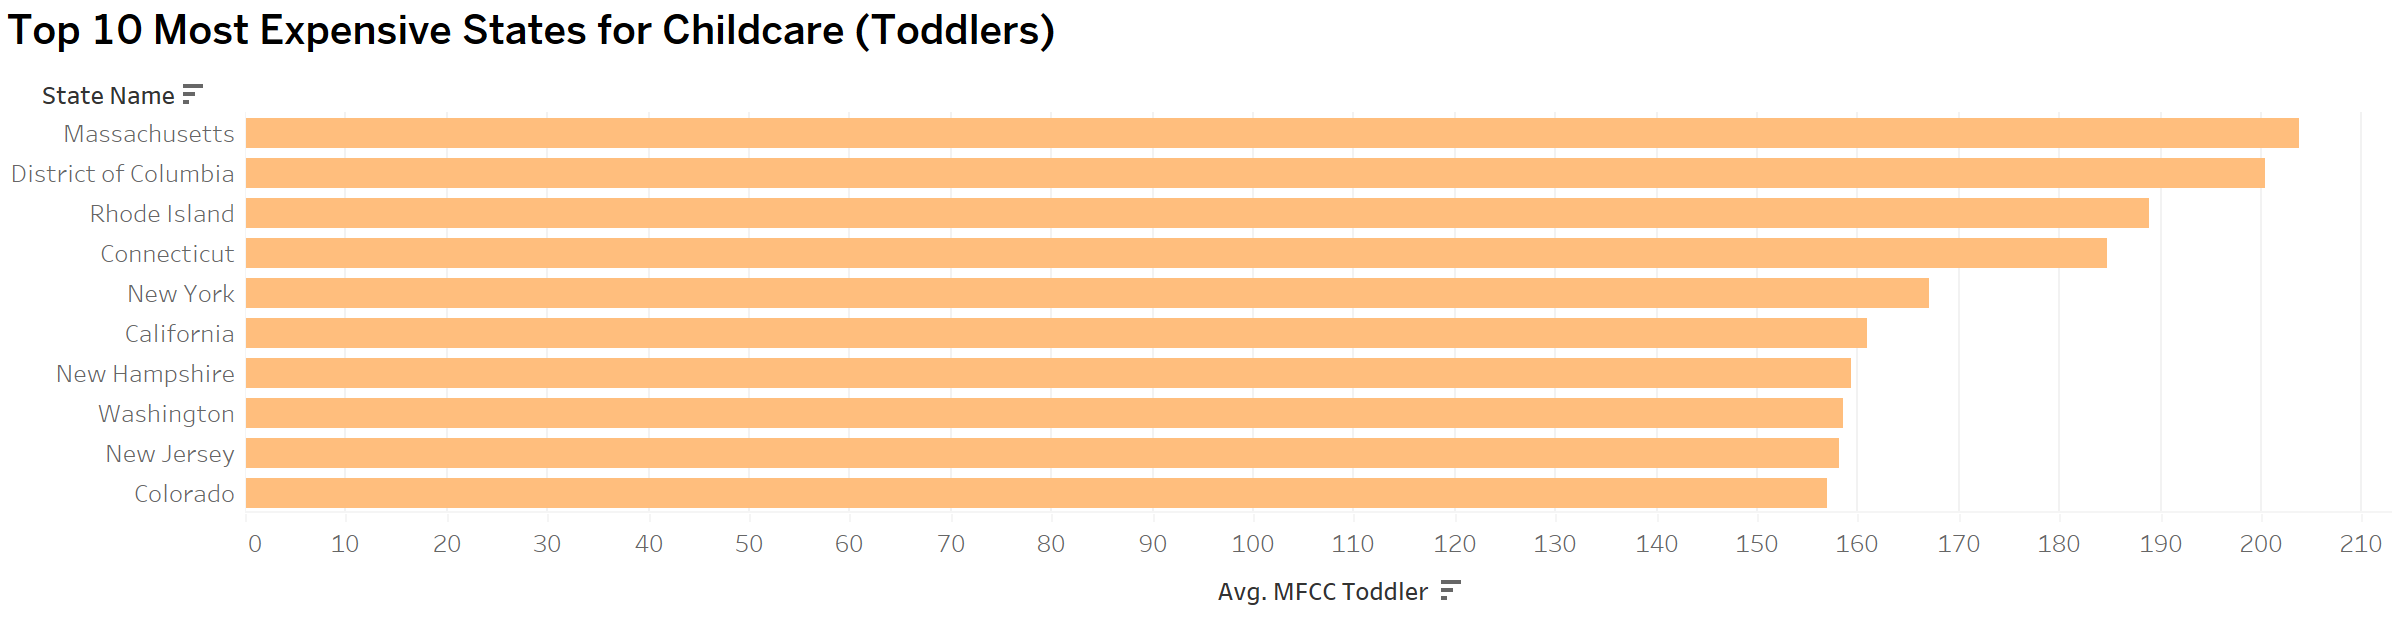 Top 10 Most Expensive States for Childcare (Toddlers)
State Name
Massachusetts
District of Columbia
Rhode Island
Connecticut
New York
California
New Hampshire
Washington
New Jersey
Colorado
0 10 20 30 40 50 60 70 80 90 100 110 120 130 140 150 160 170 180 190 200 210
Avg. MFCC Toddler